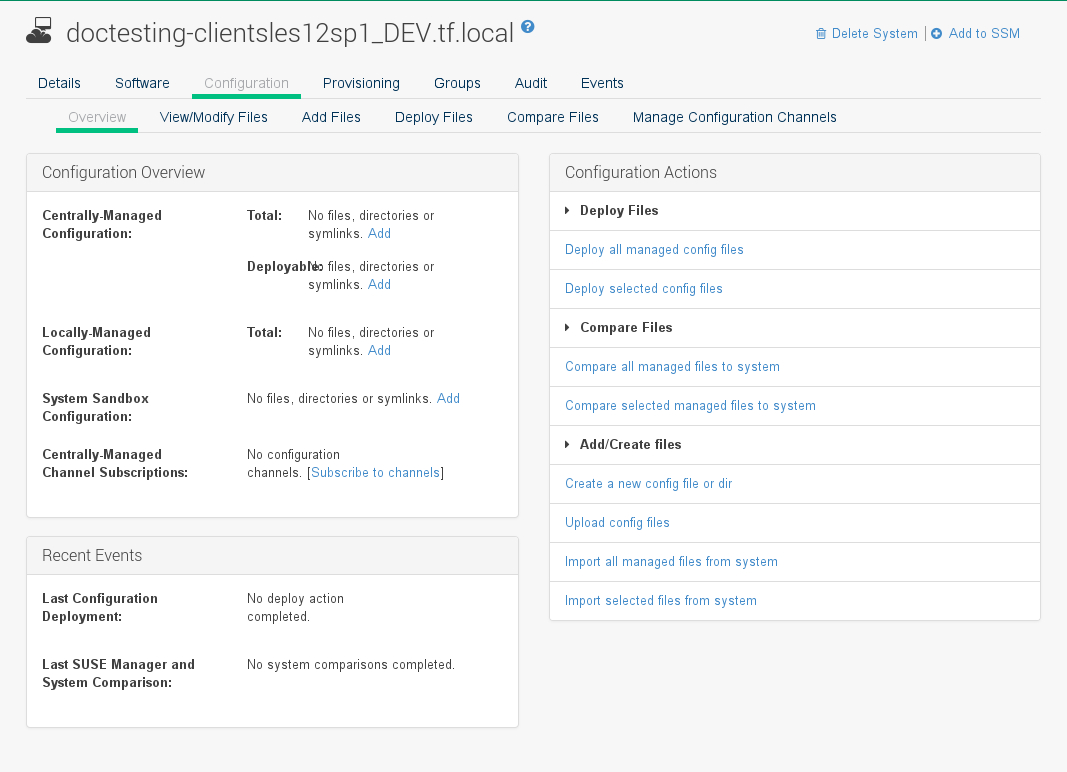 doctesting-clientsles12sp1_DEV.tf.local ?
Delete System | Add to SSM
Details Software Configuration Provisioning Groups Audit Events
Overview View/Modify Files Add Files Deploy Files Compare Files Manage Configuration Channels
Configuration Overview
Centrally-Managed
Configuration:
Total:
No files, directories or
symlinks. Add
Deployable:
No files, directories or
symlinks. Add
Locally-Managed
Configuration:
Total:
No files, directories or
symlinks. Add
System Sandbox
Configuration:
No files, directories or symlinks. Add
Centrally-Managed
Channel Subscriptions:
No configuration
channels. [Subscribe to channels]
Recent Events
Last Configuration
Deployment:
No deploy action
completed.
Last SUSE Manager and
System Comparison:
No system comparisons completed.
Configuration Actions
Deploy Files
Deploy all managed config files
Deploy selected config files
Compare Files
Compare all managed files to system
Compare selected managed files to system
Add/Create files
Create a new config file or dir
Upload config files
Import all managed files from system
Import selected files from system